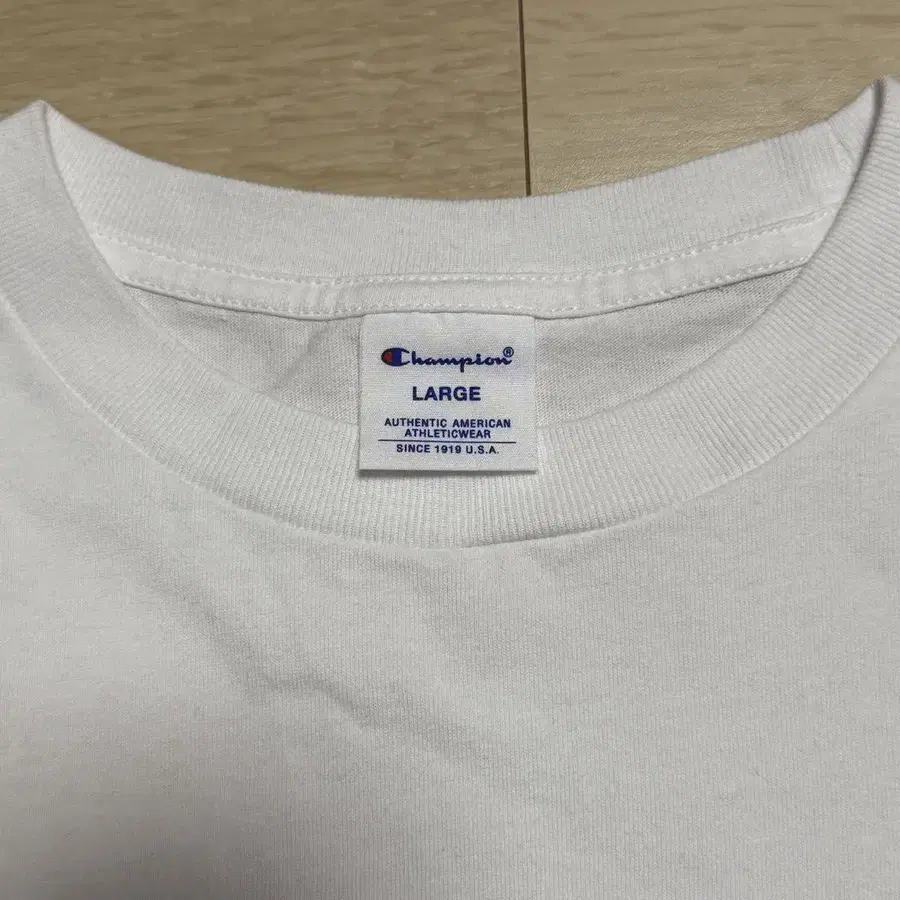 Champion®
LARGE
AUTHENTIC AMERICAN
ATHLETICWEAR
SINCE 1919 U.S.A.